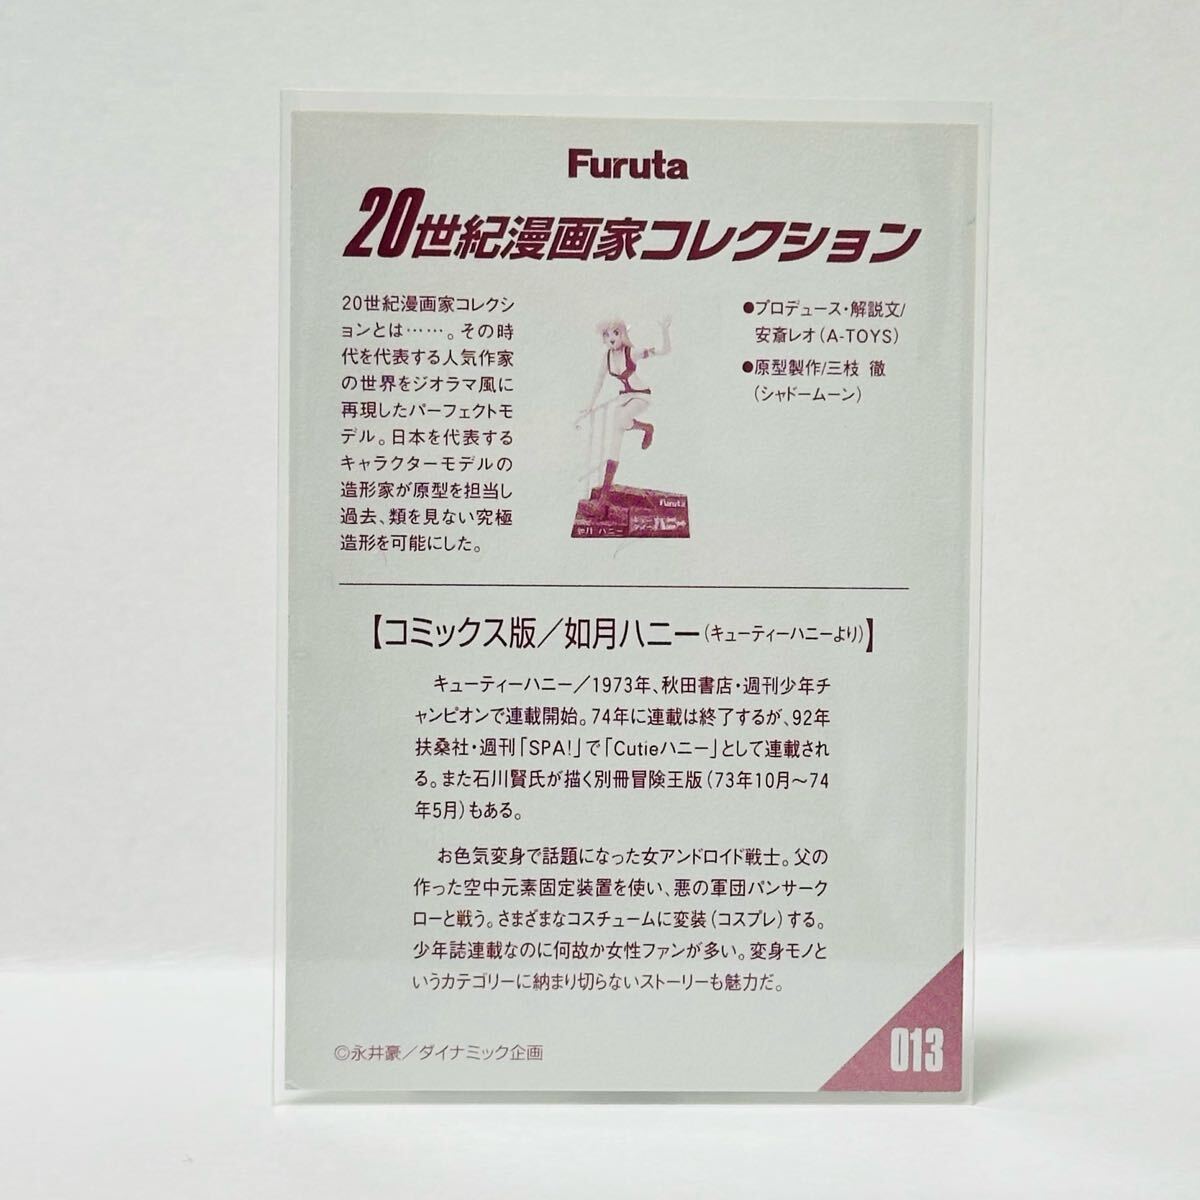 Furuta
20世紀漫画家コレクション
20世紀漫画家コレクシ
ョンとは……。その時
代を代表する人気作家
の世界をジオラマ風に
再現したパーフェクトモ
デル。日本を代表する
キャラクターモデルの
造形家が原型を担当し
過去、類を見ない究極
造形を可能にした。
Furuta
如月 ハニー
●プロデュース・解説文/
安斎レオ(A-TOYS)
●原型製作/三枝 徹
(シャドームーン)
【コミックス版／如月ハニー(キューティーハニーより)】
キューティーハニー／1973年、秋田書店・週刊少年チ
ャンピオンで連載開始。74年に連載は終了するが、92年
扶桑社・週刊「SPA!」で「Cutieハニー」として連載され
る。また石川賢氏が描く別冊冒険王版(73年10月〜74
年5月)もある。
お色気変身で話題になった女アンドロイド戦士。父の
作った空中元素固定装置を使い、悪の軍団パンサーク
ローと戦う。さまざまなコスチュームに変装(コスプレ)する。
少年誌連載なのに何故か女性ファンが多い。変身モノと
いうカテゴリーに納まり切らないストーリーも魅力だ。
©永井豪／ダイナミック企画
013